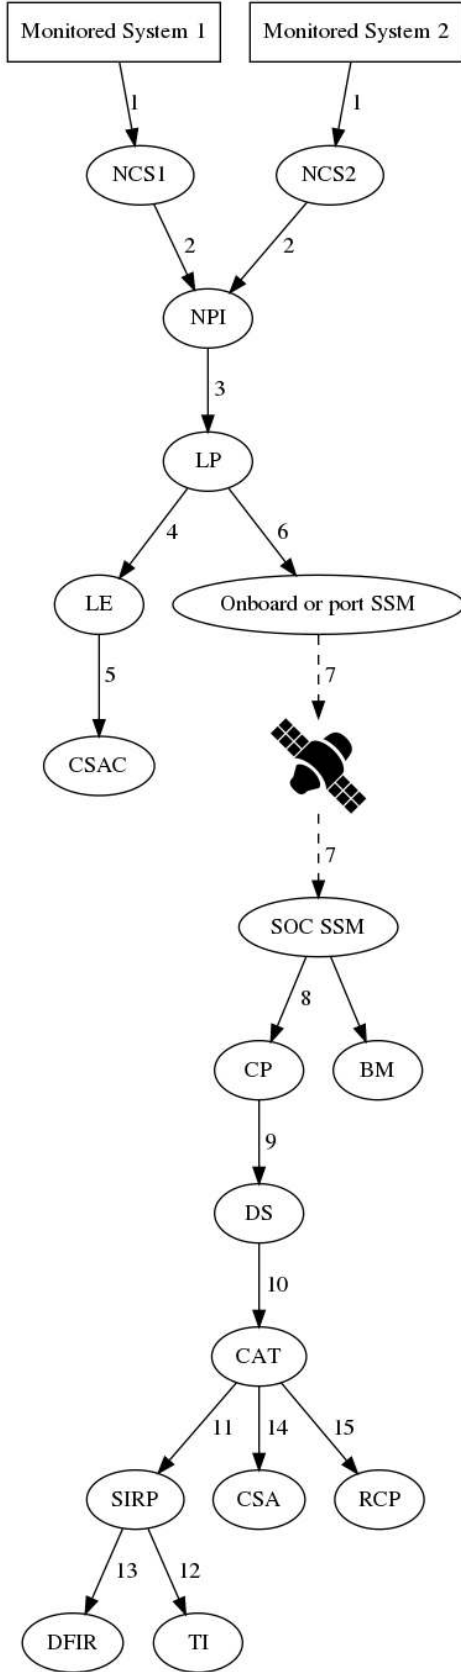 Monitored System 1
Monitored System 2
1
1
NCS1
NCS2
2
2
NPI
3
LP
4
6
LE
Onboard or port SSM
5
7
CSAC
7
SOC SSM
8
CP
BM
9
DS
10
CAT
11
14
15
SIRP
CSA
RCP
13
12
DFIR
TI